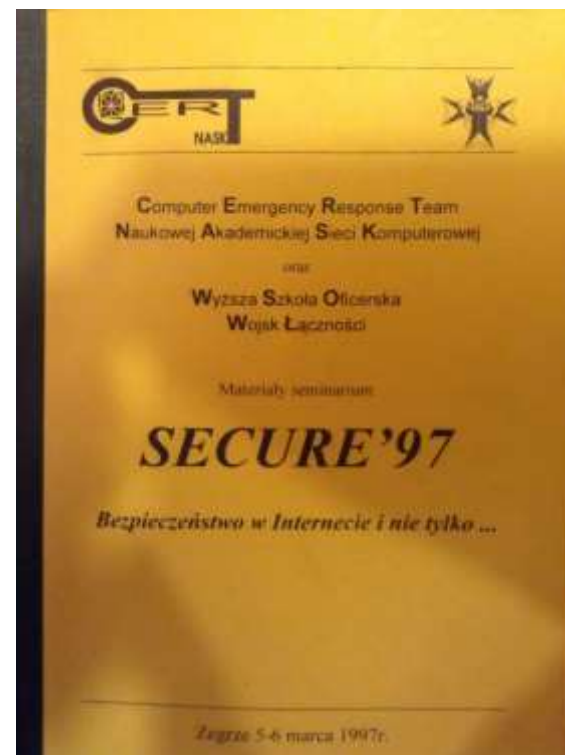 CERT
NASK
Computer Emergency Response Team
Naukowej Akademickiej Sieci Komputerowej
oraz
Wyższa Szkoła Oficerska
Wojsk Łączności
Materiały seminarium
SECURE'97
Bezpieczeństwo w Internecie i nie tylko ...
Zegrze 5-6 marca 1997r.